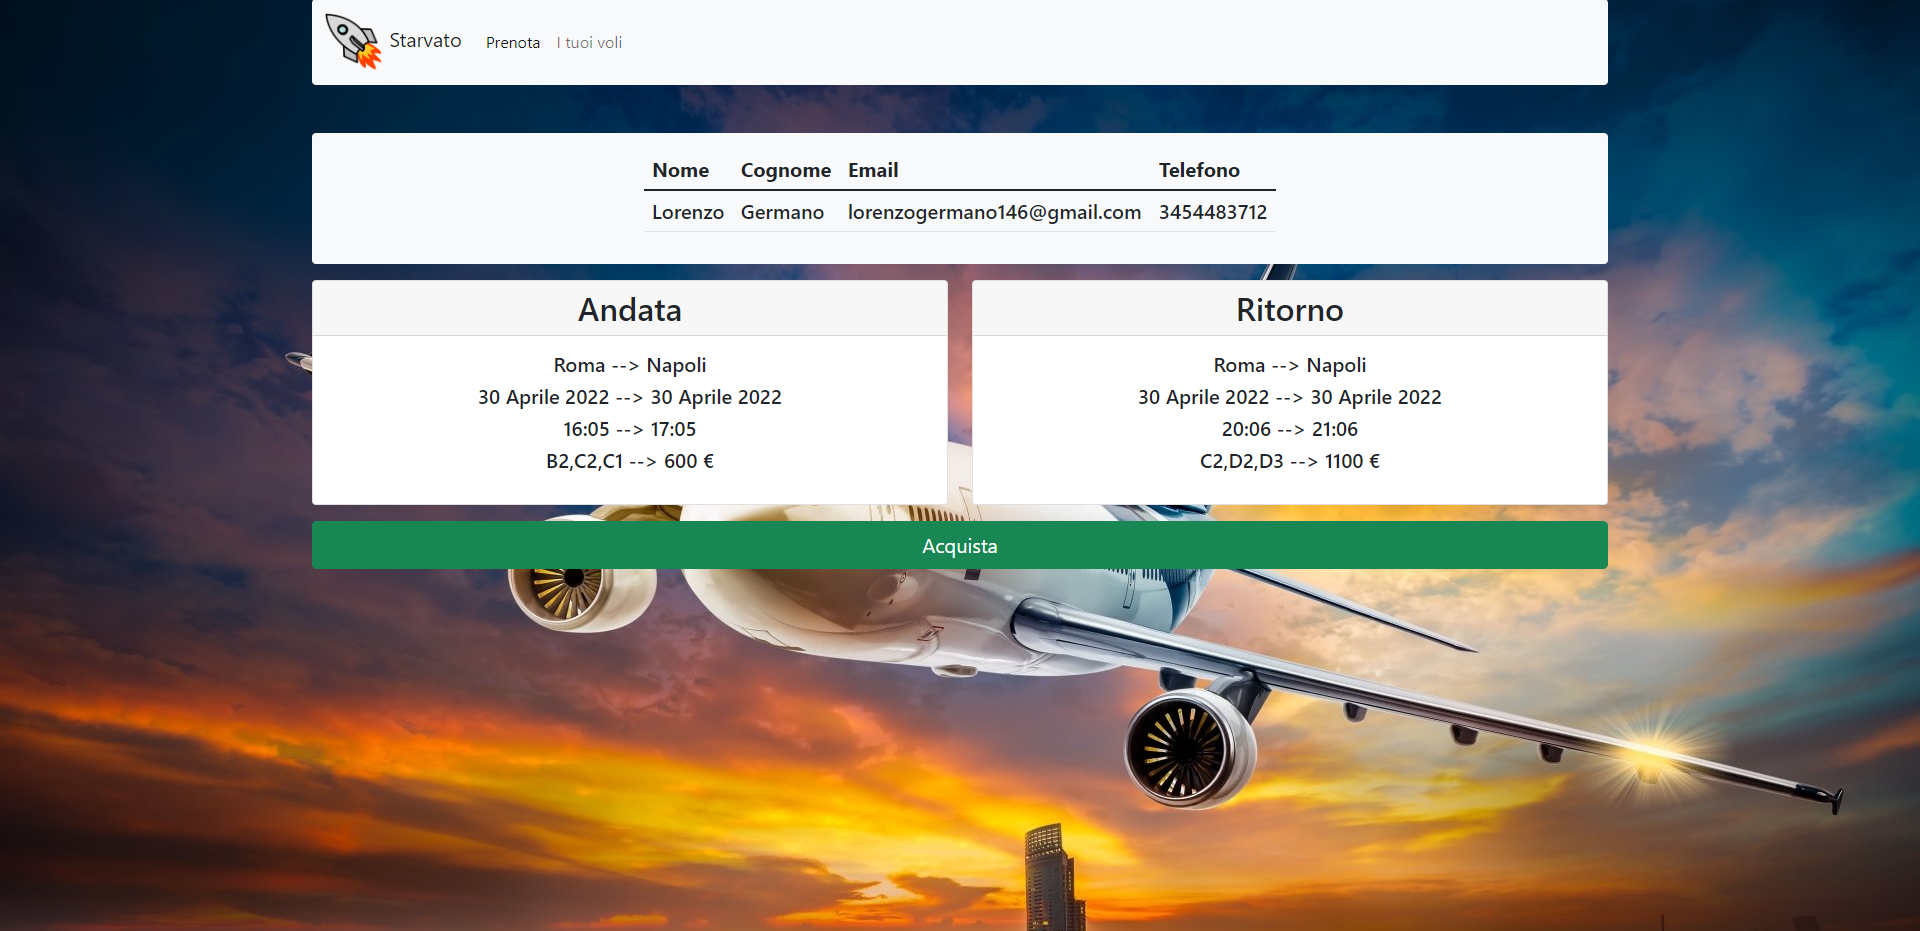 Starvato Prenota I tuoi voli
Nome Cognome Email Telefono
Lorenzo Germano lorenzogermano146@gmail.com 3454483712
Andata
Roma --> Napoli
30 Aprile 2022 --> 30 Aprile 2022
16:05 --> 17:05
B2,C2,C1 --> 600 €
Ritorno
Roma --> Napoli
30 Aprile 2022 --> 30 Aprile 2022
20:06 --> 21:06
C2,D2,D3 --> 1100 €
Acquista